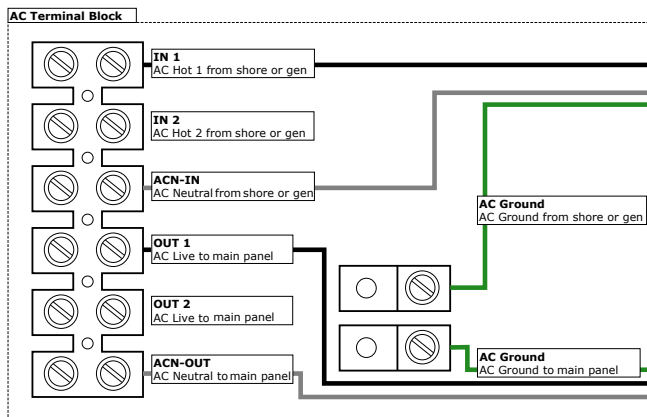 AC Terminal Block
IN 1
AC Hot 1 from shore or gen
IN 2
AC Hot 2 from shore or gen
ACN-IN
AC Neutral from shore or gen
AC Ground
AC Ground from shore or gen
OUT 1
AC Live to main panel
OUT 2
AC Live to main panel
ACN-OUT
AC Neutral to main panel
AC Ground
AC Ground to main panel